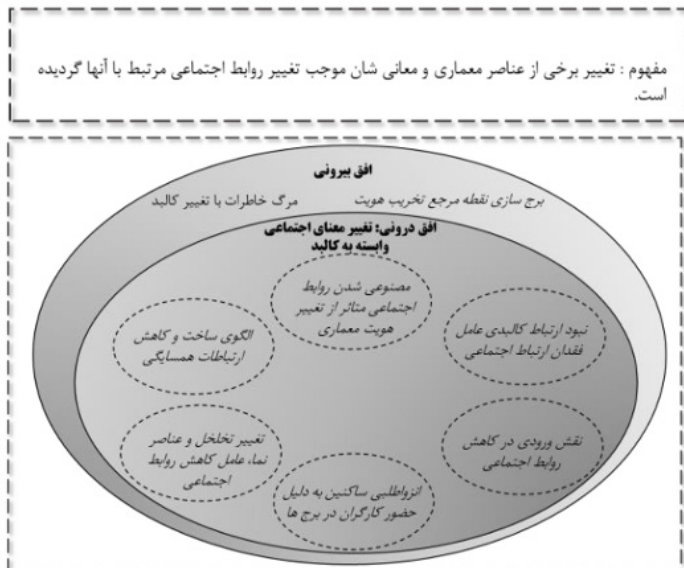 مفهوم : تغییر برخی از عناصر معماری و معانی شان موجب تغییر روابط اجتماعی مرتبط با آنها گردیده
است.
افق بیرونی
برج سازی نقطه مرجع تخریب هویت
مرگ خاطرات با تغییر کالبد
افق درونی: تغییر معنای اجتماعی
وابسته به کالبد
مصنوعی شدن روابط
اجتماعی متاثر از تغییر
هویت معماری
نبود ارتباط کالبدی عامل
فقدان ارتباط اجتماعی
الگوی ساخت و کاهش
ارتباطات همسایگی
نقش ورودی در کاهش
روابط اجتماعی
تغییر تخلخل و عناصر
نما، عامل کاهش روابط
اجتماعی
انزواطلبی ساکنین به دلیل
حضور کارگران در برج ها